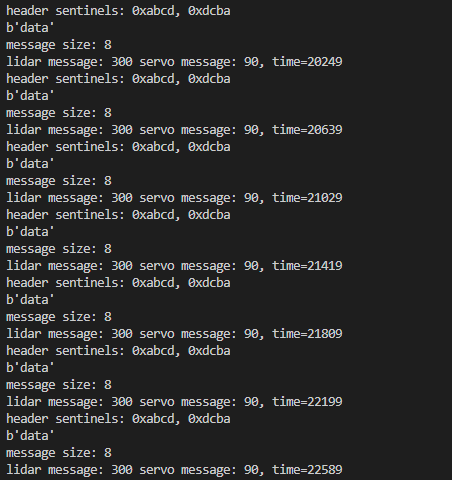 header sentinels: 0xabcd, 0xdcba
b'data'
message size: 8
lidar message: 300 servo message: 90, time=20249
header sentinels: 0xabcd, 0xdcba
b'data'
message size: 8
lidar message: 300 servo message: 90, time=20639
header sentinels: 0xabcd, 0xdcba
b'data'
message size: 8
lidar message: 300 servo message: 90, time=21029
header sentinels: 0xabcd, 0xdcba
b'data'
message size: 8
lidar message: 300 servo message: 90, time=21419
header sentinels: 0xabcd, 0xdcba
b'data'
message size: 8
lidar message: 300 servo message: 90, time=21809
header sentinels: 0xabcd, 0xdcba
b'data'
message size: 8
lidar message: 300 servo message: 90, time=22199
header sentinels: 0xabcd, 0xdcba
b'data'
message size: 8
lidar message: 300 servo message: 90, time=22589